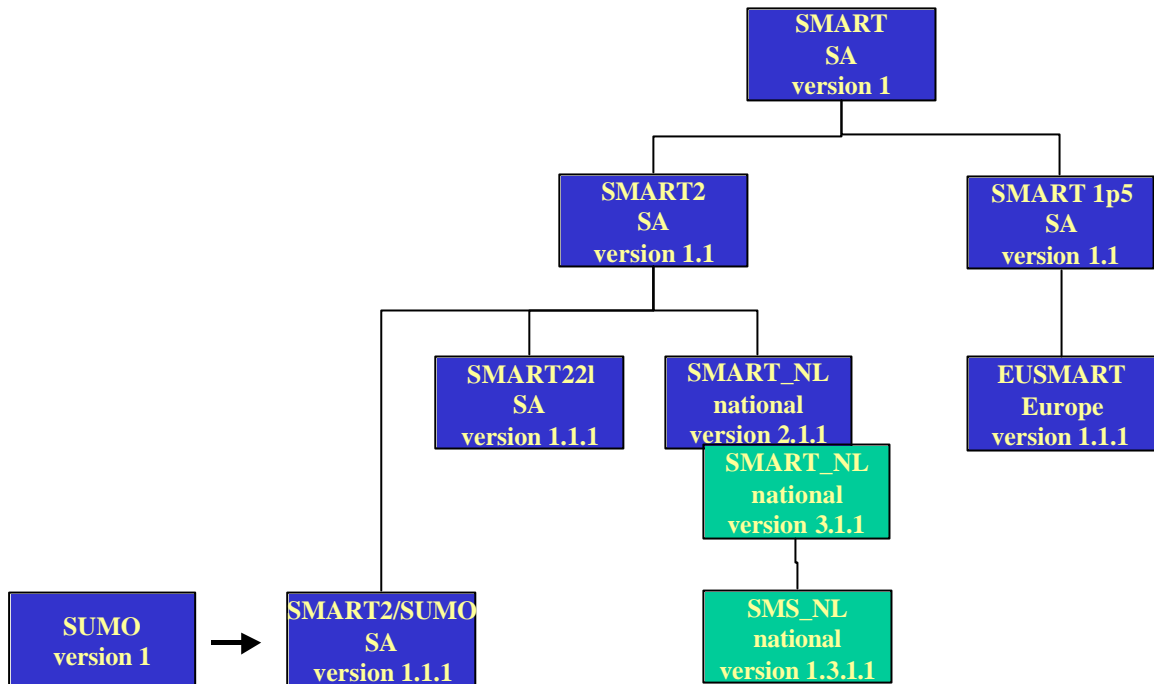 SMART
SA
version 1
SMART2
SA
version 1.1
SMART 1p5
SA
version 1.1
SMART22l
SA
version 1.1.1
SMART_NL
national
version 2.1.1
EUSMART
Europe
version 1.1.1
SMART_NL
national
version 3.1.1
SUMO
version 1
SMART2/SUMO
SA
version 1.1.1
SMS_NL
national
version 1.3.1.1